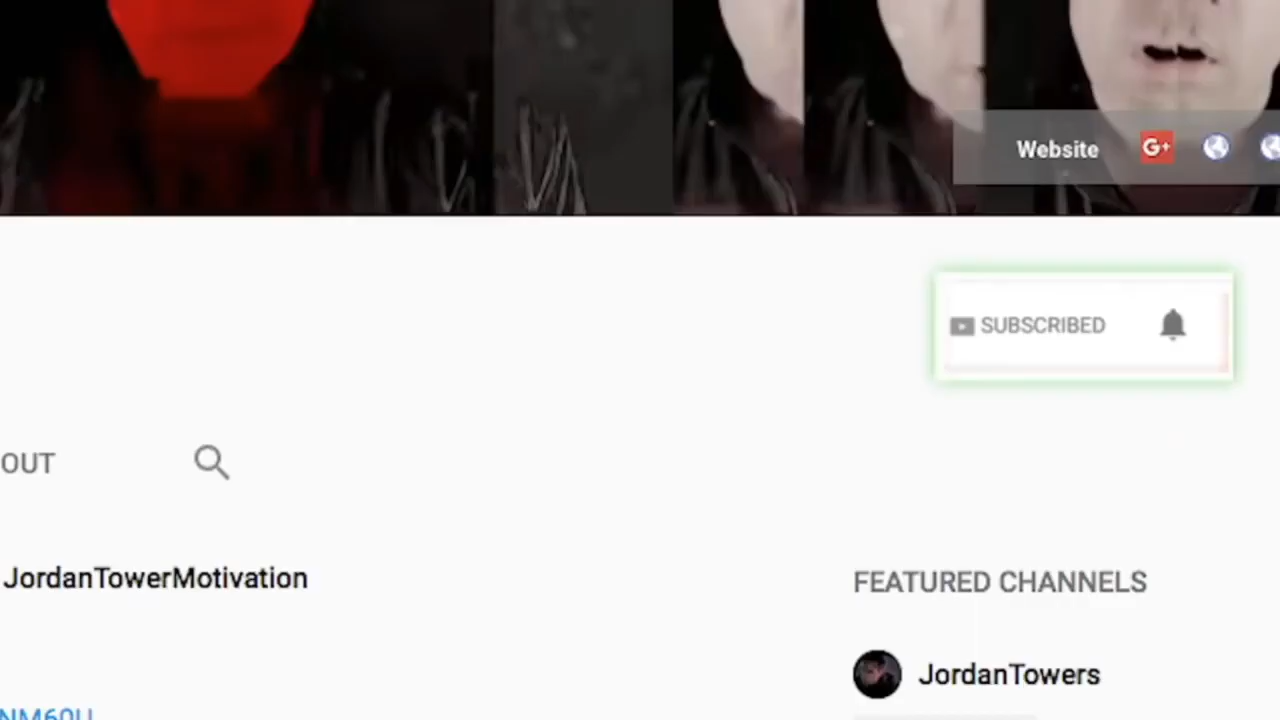 Website G+
SUBSCRIBED
OUT
JordanTowerMotivation
FEATURED CHANNELS
JordanTowers